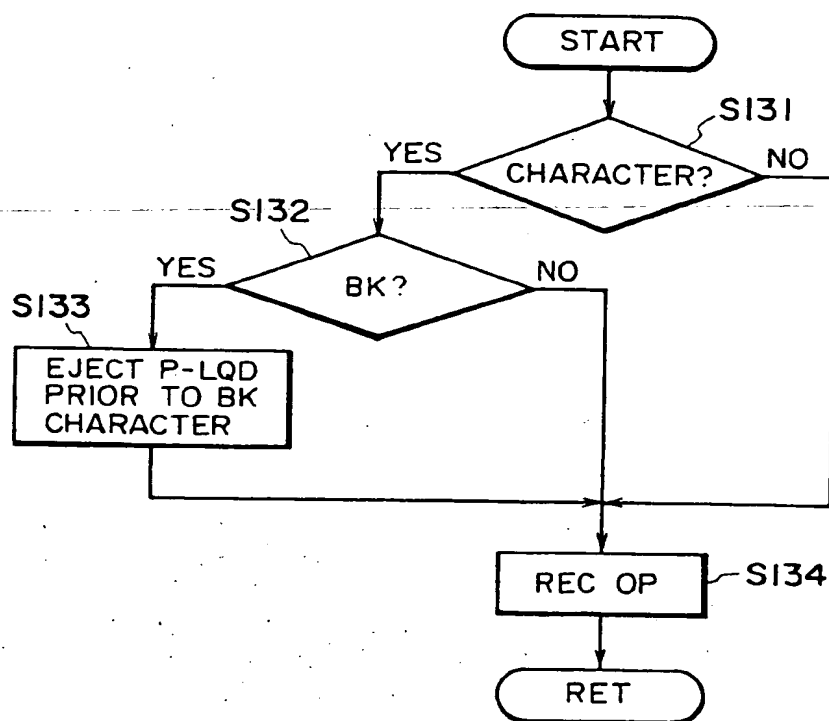 START
S131
YES
CHARACTER?
NO
S132
YES
BK?
NO
S133
EJECT P-LQD
PRIOR TO BK
CHARACTER
REC OP
S134
RET